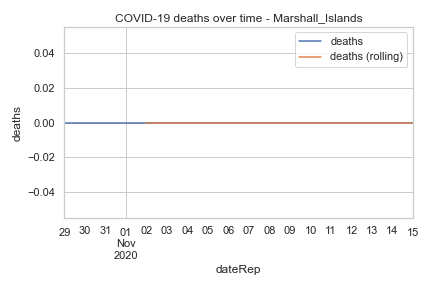 COVID-19 deaths over time - Marshall_Islands
deaths
deaths (rolling)
0.04
0.02
0.00
−0.02
−0.04
deaths
29 30 31 01 02 03 04 05 06 07 08 09 10 11 12 13 14 15
Nov
2020
dateRep